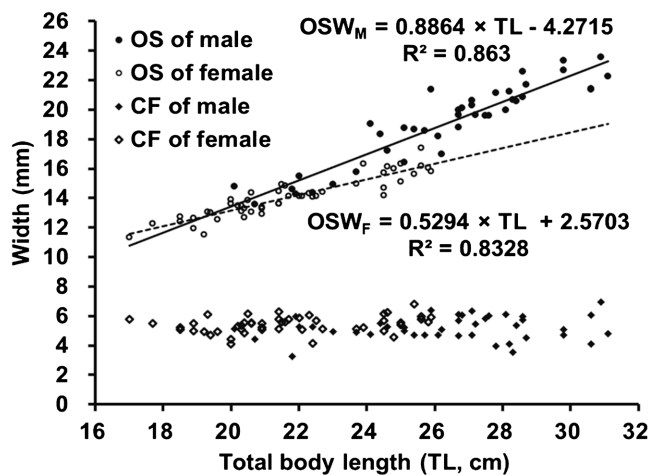 26
24
22
20
18
16
14
12
10
8
6
4
2
0
Width (mm)
OS of male
OS of female
CF of male
CF of female
OSWM = 0.8864 × TL - 4.2715
R² = 0.863
OSWF = 0.5294 × TL + 2.5703
R² = 0.8328
16 18 20 22 24 26 28 30 32
Total body length (TL, cm)